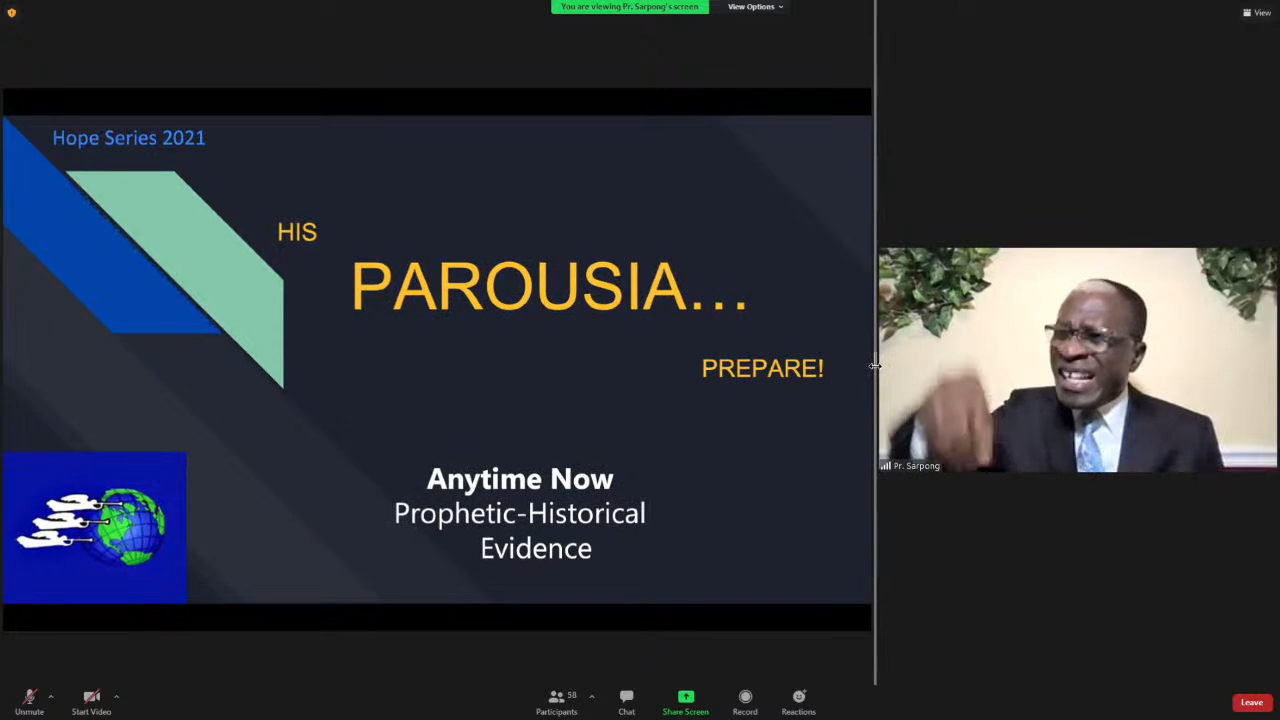 You are viewing Pr. Sarpong's screen
View Options
View
Hope Series 2021
HIS
PAROUSIA...
PREPARE!
Anytime Now
Prophetic-Historical
Evidence
Pr. Sarpong
Unmute
Start Video
58
Participants
Chat
Share Screen
Record
Reactions
Leave